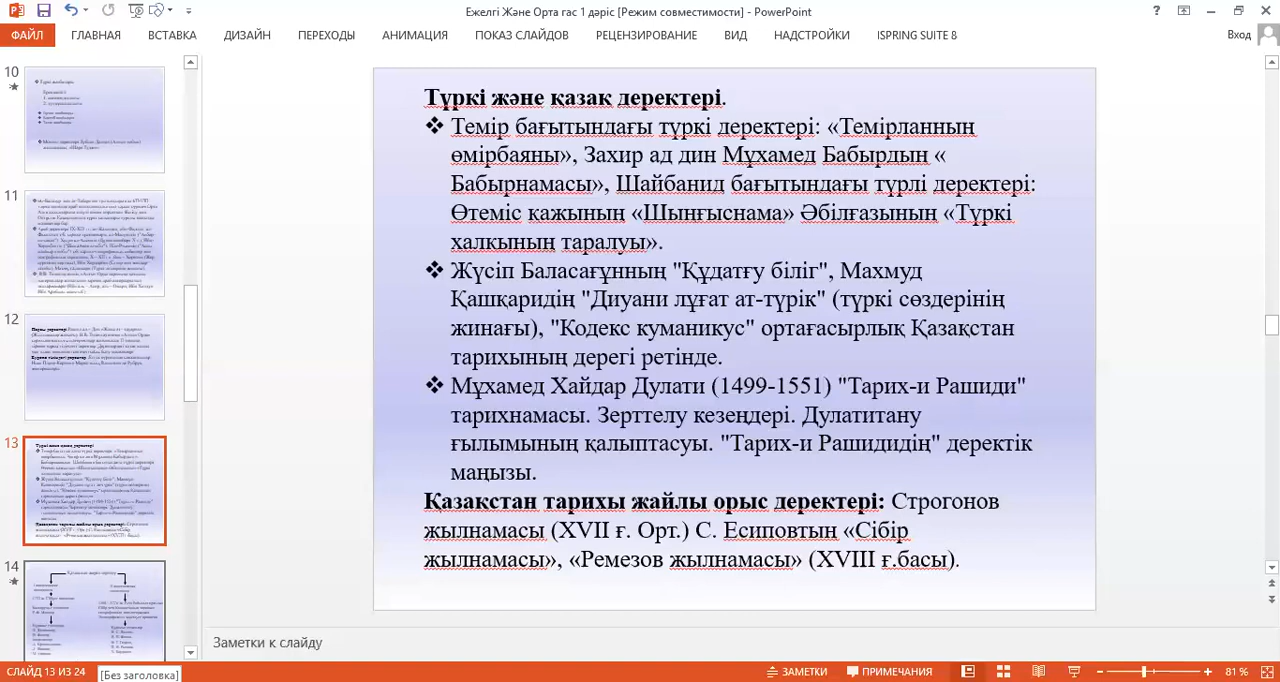 Ежелгі Және Орта ғас 1 дәріс [Режим совместимости] - PowerPoint
ФАЙЛ ГЛАВНАЯ ВСТАВКА ДИЗАЙН ПЕРЕХОДЫ АНИМАЦИЯ ПОКАЗ СЛАЙДОВ РЕЦЕНЗИРОВАНИЕ ВИД НАДСТРОЙКИ ISPRING SUITE 8 Вход
10
11
12
13
14
Түркі және қазақ деректері.
❖ Темір бағытындағы түркі деректері: «Темірланның
өмірбаяны», Захир ад дин Мұхамед Бабырдың «
Бабырнамасы», Шайбанид бағытындағы түрлі деректері:
Өтеміс қажының «Шыңғыснама» Әбілғазының «Түркі
халқының таралуы».
❖ Жүсіп Баласағұнның "Құдатғу біліг", Махмуд
Қашқаридің "Диуани лұғат ат-түрік" (түркі сөздерінің
жинағы), "Кодекс куманикус" ортағасырлық Қазақстан
тарихының дерегі ретінде.
❖ Мұхамед Хайдар Дулати (1499-1551) "Тарих-и Рашиди"
тарихнамасы. Зерттелу кезеңдері. Дулатитану
ғылымының қалыптасуы. "Тарих-и Рашидидің" деректік
маңызы.
Қазақстан тарихы жайлы орыс деректері: Строгонов
жылнамасы (XVII ғ. Орт.) С. Есиповтың «Сібір
жылнамасы», «Ремезов жылнамасы» (XVIII ғ.басы).
Заметки к слайду
СЛАЙД 13 ИЗ 24 [Без заголовка] ЗАМЕТКИ ПРИМЕЧАНИЯ 81 %